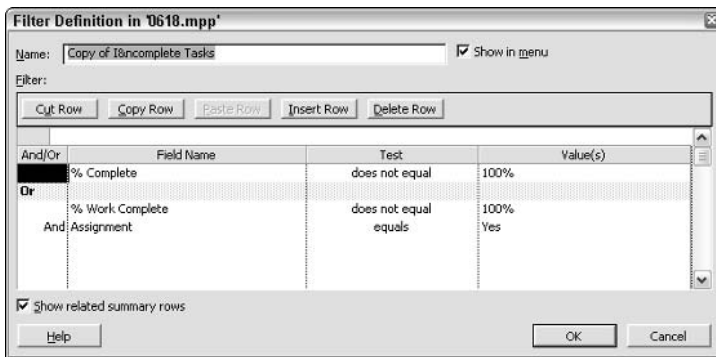 Filter Definition in '0618.mpp'
Name: Copy of I&ncomplete Tasks Show in menu
Filter:
Cut Row Copy Row Paste Row Insert Row Delete Row
And/Or Field Name Test Value(s)
% Complete does not equal 100%
Or
% Work Complete does not equal 100%
And Assignment equals Yes
Show related summary rows
Help OK Cancel